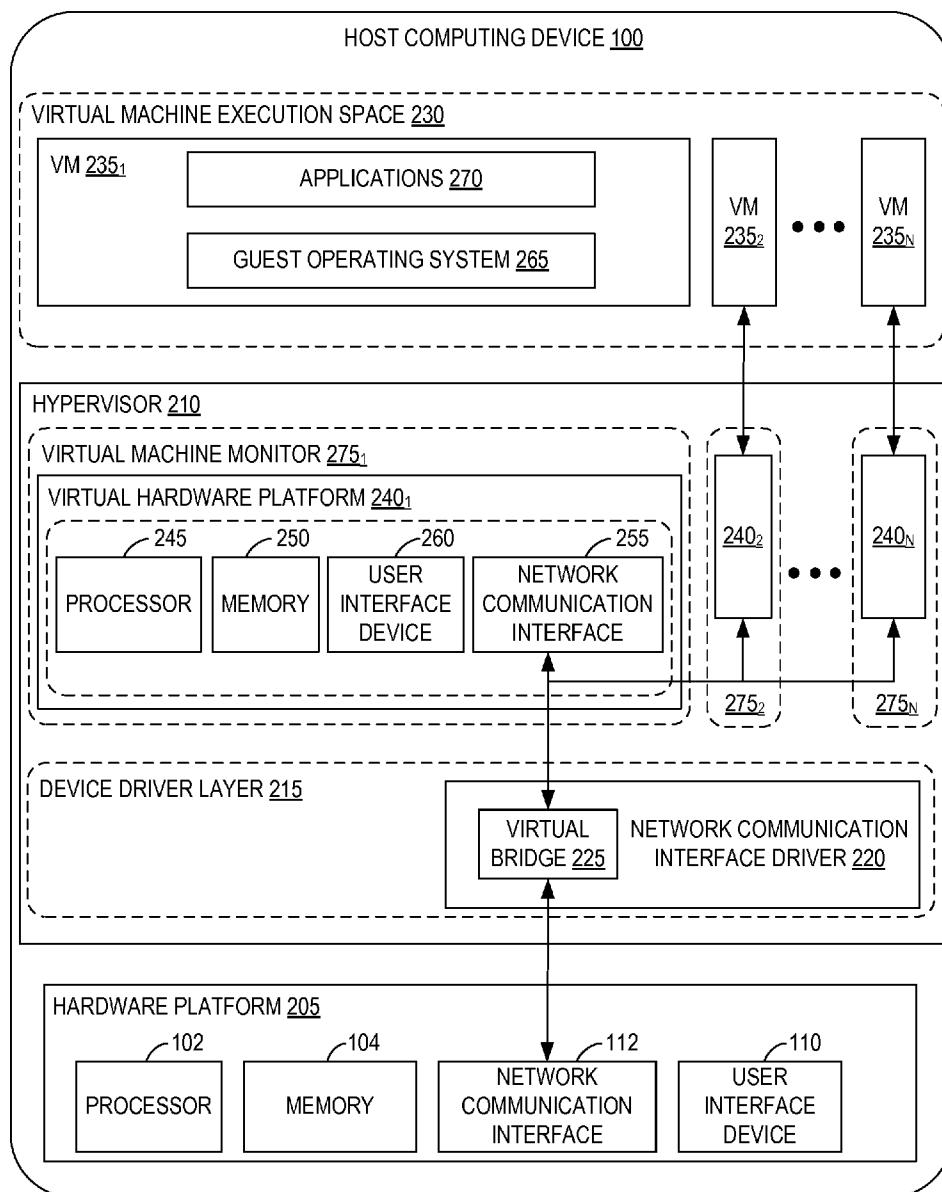 HOST COMPUTING DEVICE 100
VIRTUAL MACHINE EXECUTION SPACE 230
VM 235₁
APPLICATIONS 270
GUEST OPERATING SYSTEM 265
VM
235₂
VM
235N
HYPERVISOR 210
VIRTUAL MACHINE MONITOR 275₁
VIRTUAL HARDWARE PLATFORM 240₁
245
PROCESSOR
250
MEMORY
260
USER
INTERFACE
DEVICE
255
NETWORK
COMMUNICATION
INTERFACE
240₂
240N
275₂
275N
DEVICE DRIVER LAYER 215
VIRTUAL
BRIDGE 225
NETWORK COMMUNICATION
INTERFACE DRIVER 220
HARDWARE PLATFORM 205
102
PROCESSOR
104
MEMORY
112
NETWORK
COMMUNICATION
INTERFACE
110
USER
INTERFACE
DEVICE